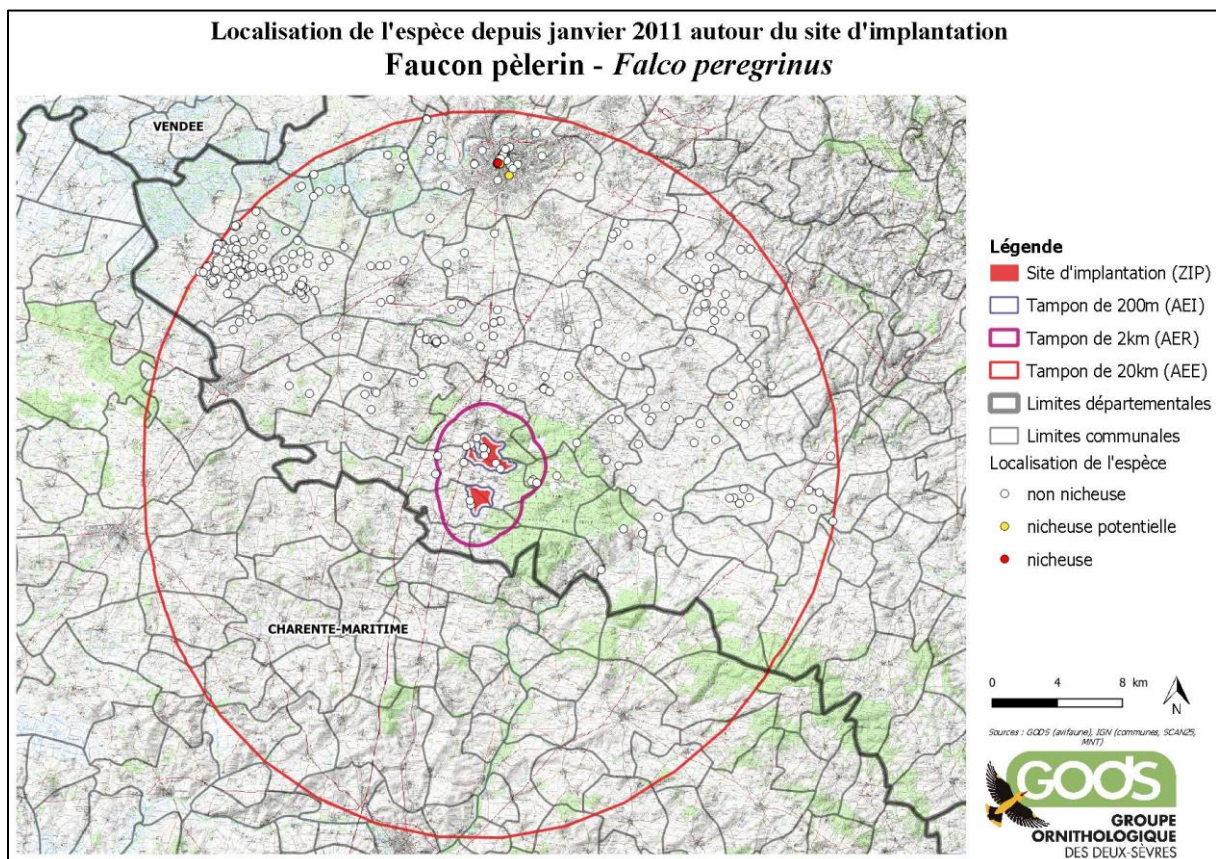 Localisation de l'espèce depuis janvier 2011 autour du site d'implantation
Faucon pèlerin - Falco peregrinus
VENDEE
CHARENTE-MARITIME
Légende
Site d'implantation (ZIP)
Tampon de 200m (AEI)
Tampon de 2km (AER)
Tampon de 20km (AEE)
Limites départementales
Limites communales
Localisation de l'espèce
non nicheuse
nicheuse potentielle
nicheuse
0 4 8 km
N
Sources : GODS (avifaune), IGN (communes, SCAN25,
MNT)
GODS
GROUPE
ORNITHOLOGIQUE
DES DEUX-SÈVRES